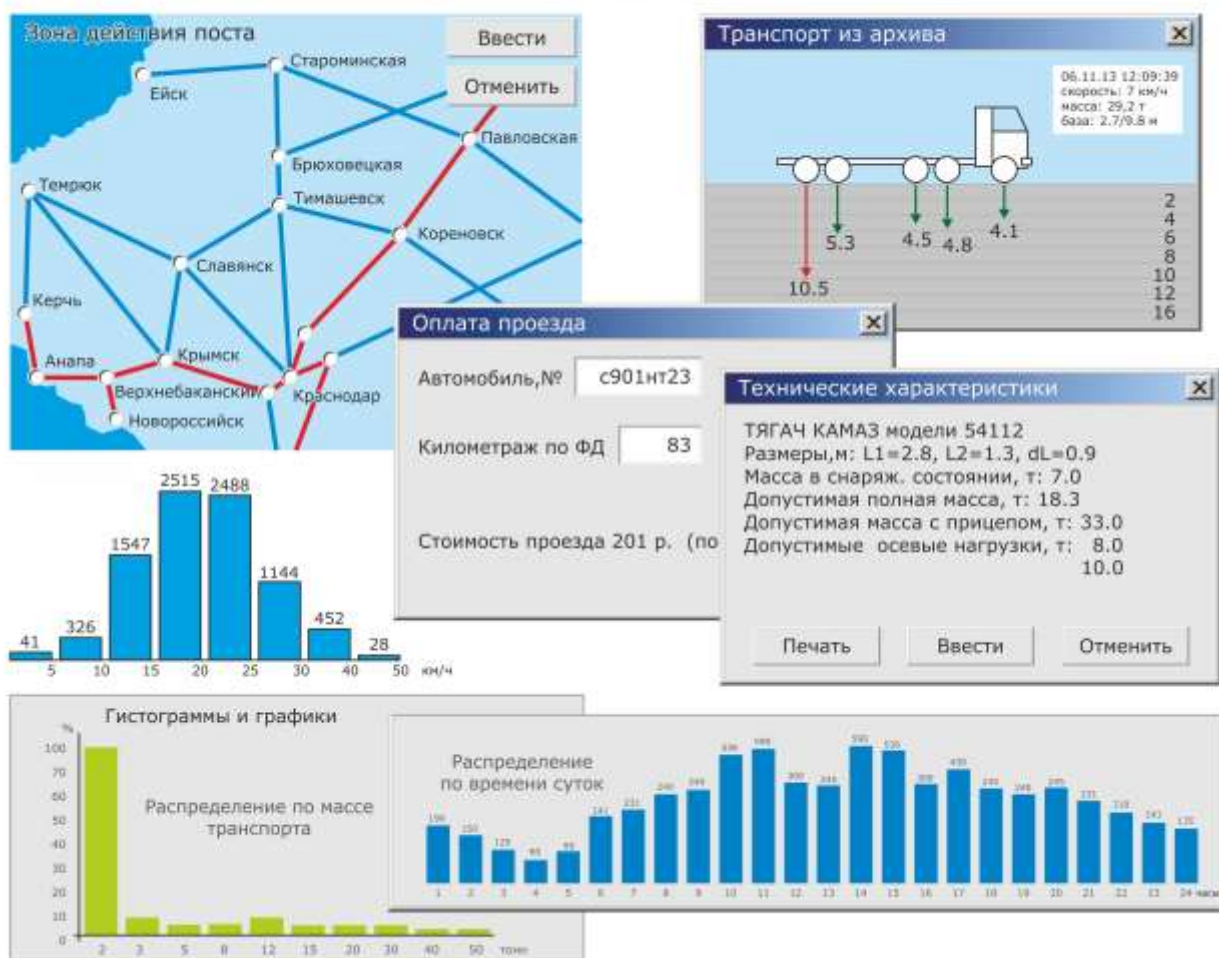 Зона действия поста
Ввести
Отменить
Староминская
Ейск
Павловская
Брюховецкая
Темрюк
Тимашевск
Кореновск
Славянск
Керчь
Анапа
Крымск
Верхнебаканский
Краснодар
Новороссийск
Транспорт из архива
06.11.13 12:09:39
скорость: 7 км/ч
масса: 29,2 т
база: 2.7/9.8 м
2
4
6
8
10
12
16
10.5
5.3
4.5
4.8
4.1
Оплата проезда
Автомобиль,№ с901нт23
Километраж по ФД 83
Стоимость проезда 201 р. (по
Технические характеристики
ТЯГАЧ КАМАЗ модели 54112
Размеры,м: L1=2.8, L2=1.3, dL=0.9
Масса в снаряж. состоянии, т: 7.0
Допустимая полная масса, т: 18.3
Допустимая масса с прицепом, т: 33.0
Допустимые осевые нагрузки, т: 8.0
10.0
Печать
Ввести
Отменить
41 326 1547 2515 2488 1144 452 28
5 10 15 20 25 30 40 50 км/ч
Гистограммы и графики
%
100
70
60
50
40
30
20
10
0
Распределение по массе
транспорта
2 3 5 8 12 15 20 30 40 50 тонн
Распределение
по времени суток
1 2 3 4 5 6 7 8 9 10 11 12 13 14 15 16 17 18 19 20 21 22 23 24 часы